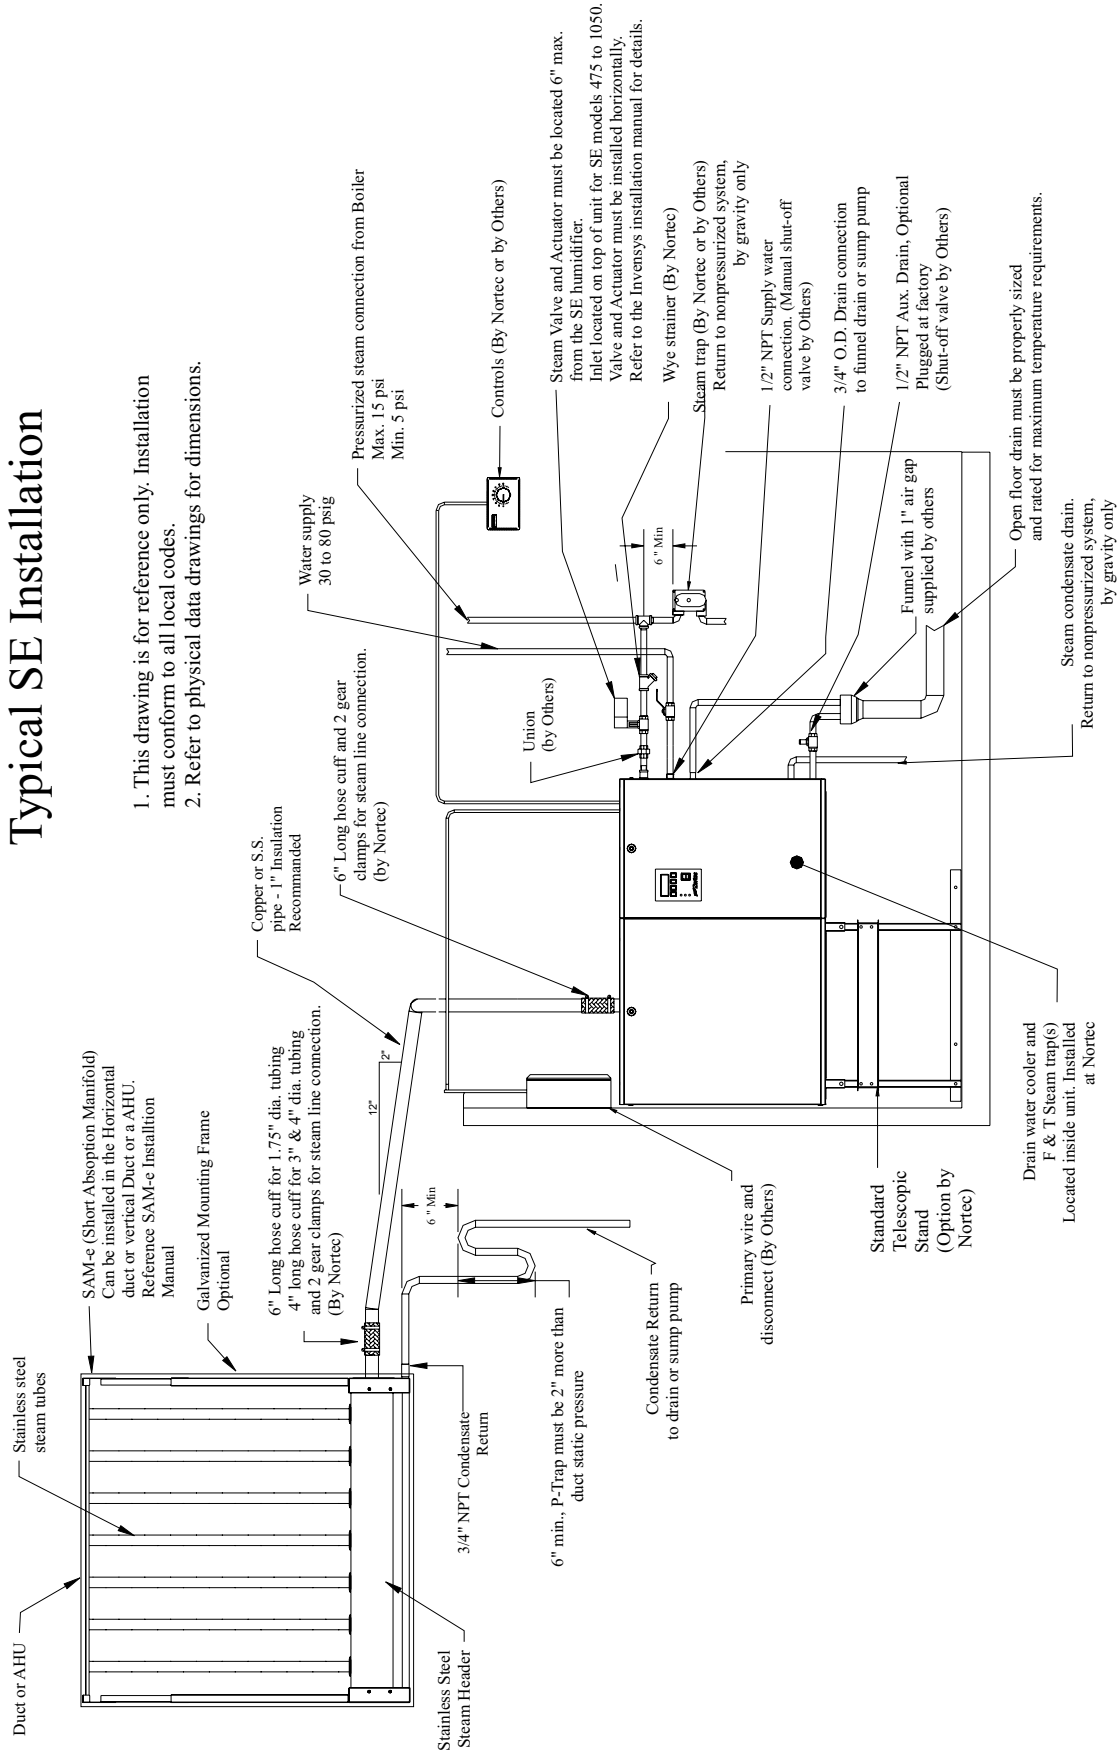 Typical SE Installation
1. This drawing is for reference only. Installation
must conform to all local codes.
2. Refer to physical data drawings for dimensions.
Duct or AHU
Stainless steel
steam tubes
SAM-e (Short Absoption Manifold)
Can be installed in the Horizontal
duct or vertical Duct or a AHU.
Reference SAM-e Installtion
Manual
Galvanized Mounting Frame
Optional
6" Long hose cuff for 1.75" dia. tubing
4" long hose cuff for 3" & 4" dia. tubing
and 2 gear clamps for steam line connection.
(By Nortec)
12"
2"
Copper or S.S.
pipe - 1" Insulation
Recommanded
6" Long hose cuff and 2 gear
clamps for steam line connection.
(by Nortec)
Water supply
30 to 80 psig
Pressurized steam connection from Boiler
Max. 15 psi
Min. 5 psi
Controls (By Nortec or by Others)
Union
(by Others)
Steam Valve and Actuator must be located 6" max.
from the SE humidifier.
Inlet located on top of unit for SE models 475 to 1050.
Valve and Actuator must be installed horizontally.
Refer to the Invensys installation manual for details.
6 " Min
Wye strainer (By Nortec)
Steam trap (By Nortec or by Others)
Return to nonpressurized system,
by gravity only
1/2" NPT Supply water
connection. (Manual shut-off
valve by Others)
3/4" O.D. Drain connection
to funnel drain or sump pump
1/2" NPT Aux. Drain, Optional
Plugged at factory
(Shut-off valve by Others)
Funnel with 1" air gap
supplied by others
Open floor drain must be properly sized
and rated for maximum temperature requirements.
Steam condensate drain.
Return to nonpressurized system,
by gravity only
Stainless Steel
Steam Header
3/4" NPT Condensate
Return
6 " Min
6" min., P-Trap must be 2" more than
duct static pressure
Condensate Return
to drain or sump pump
Primary wire and
disconnect (By Others)
Standard
Telescopic
Stand
(Option by
Nortec)
Drain water cooler and
F & T Steam trap(s)
Located inside unit. Installed
at Nortec